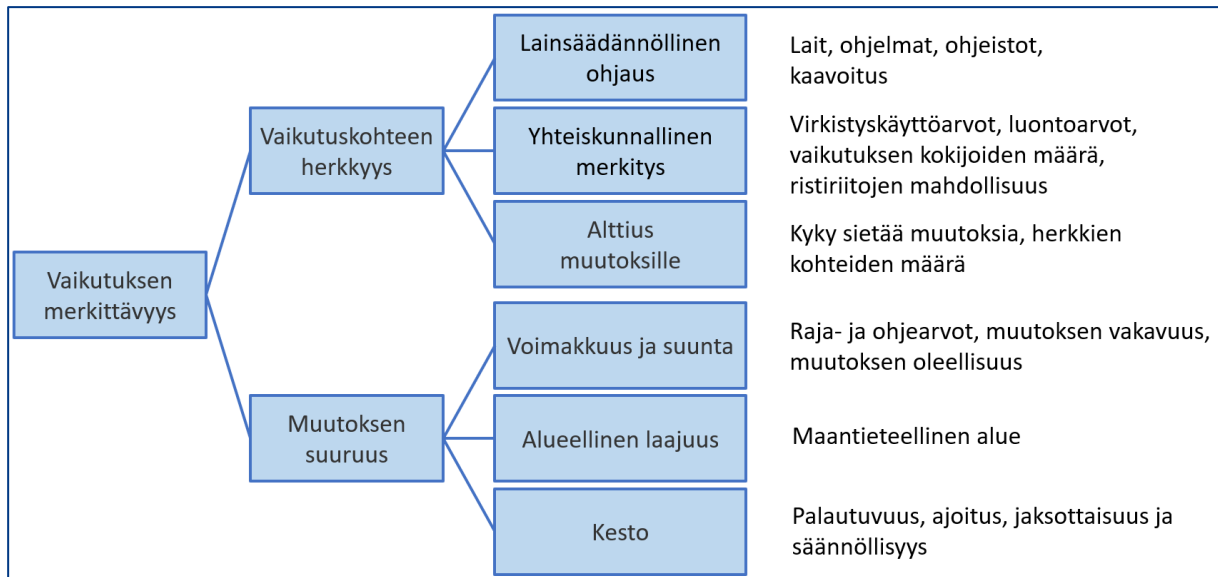 Vaikutuksen
merkittävyys
Vaikutuskohteen
herkkyys
Lainsäädännöllinen
ohjaus
Lait, ohjelmat, ohjeistot,
kaavoitus
Yhteiskunnallinen
merkitys
Virkistyskäyttöarvot, luontoarvot,
vaikutuksen kokijoiden määrä,
ristiriitojen mahdollisuus
Alttius
muutoksille
Kyky sietää muutoksia, herkkien
kohteiden määrä
Muutoksen
suuruus
Voimakkuus ja suunta
Raja- ja ohjearvot, muutoksen vakavuus,
muutoksen oleellisuus
Alueellinen laajuus
Maantieteellinen alue
Kesto
Palautuvuus, ajoitus, jaksottaisuus ja
säännöllisyys